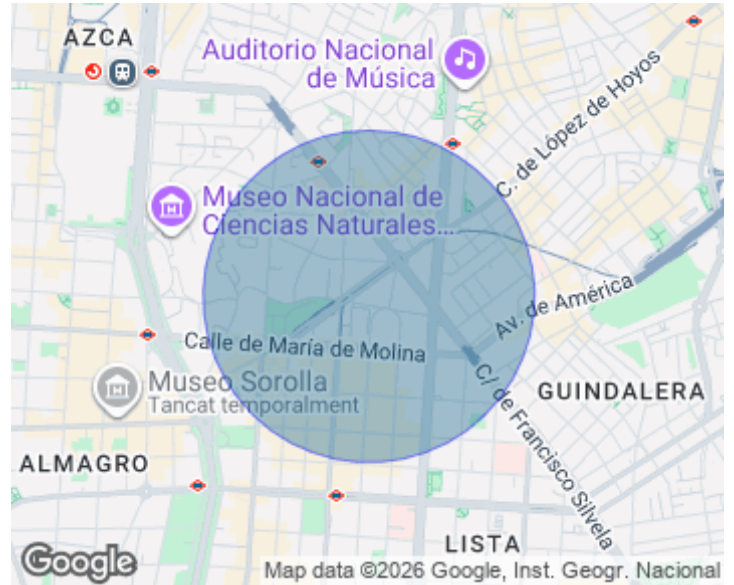 AZCA
Auditorio Nacional
de Música
C. de López de Hoyos
Museo Nacional de
Ciencias Naturales....
Av. de América
Calle de María de Molina
Museo Sorolla
Tancat temporalment
C/ de Francisco Silvela
GUINDALERA
ALMAGRO
LISTA
Google
Map data ©2026 Google, Inst. Geogr. Nacional